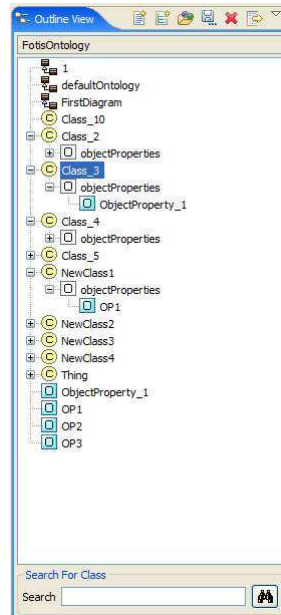 Outline View
FotisOntology
1
defaultOntology
FirstDiagram
Class_10
Class_2
objectProperties
Class_3
objectProperties
ObjectProperty_1
Class_4
objectProperties
Class_5
NewClass1
objectProperties
OP1
NewClass2
NewClass3
NewClass4
Thing
ObjectProperty_1
OP1
OP2
OP3
Search For Class
Search